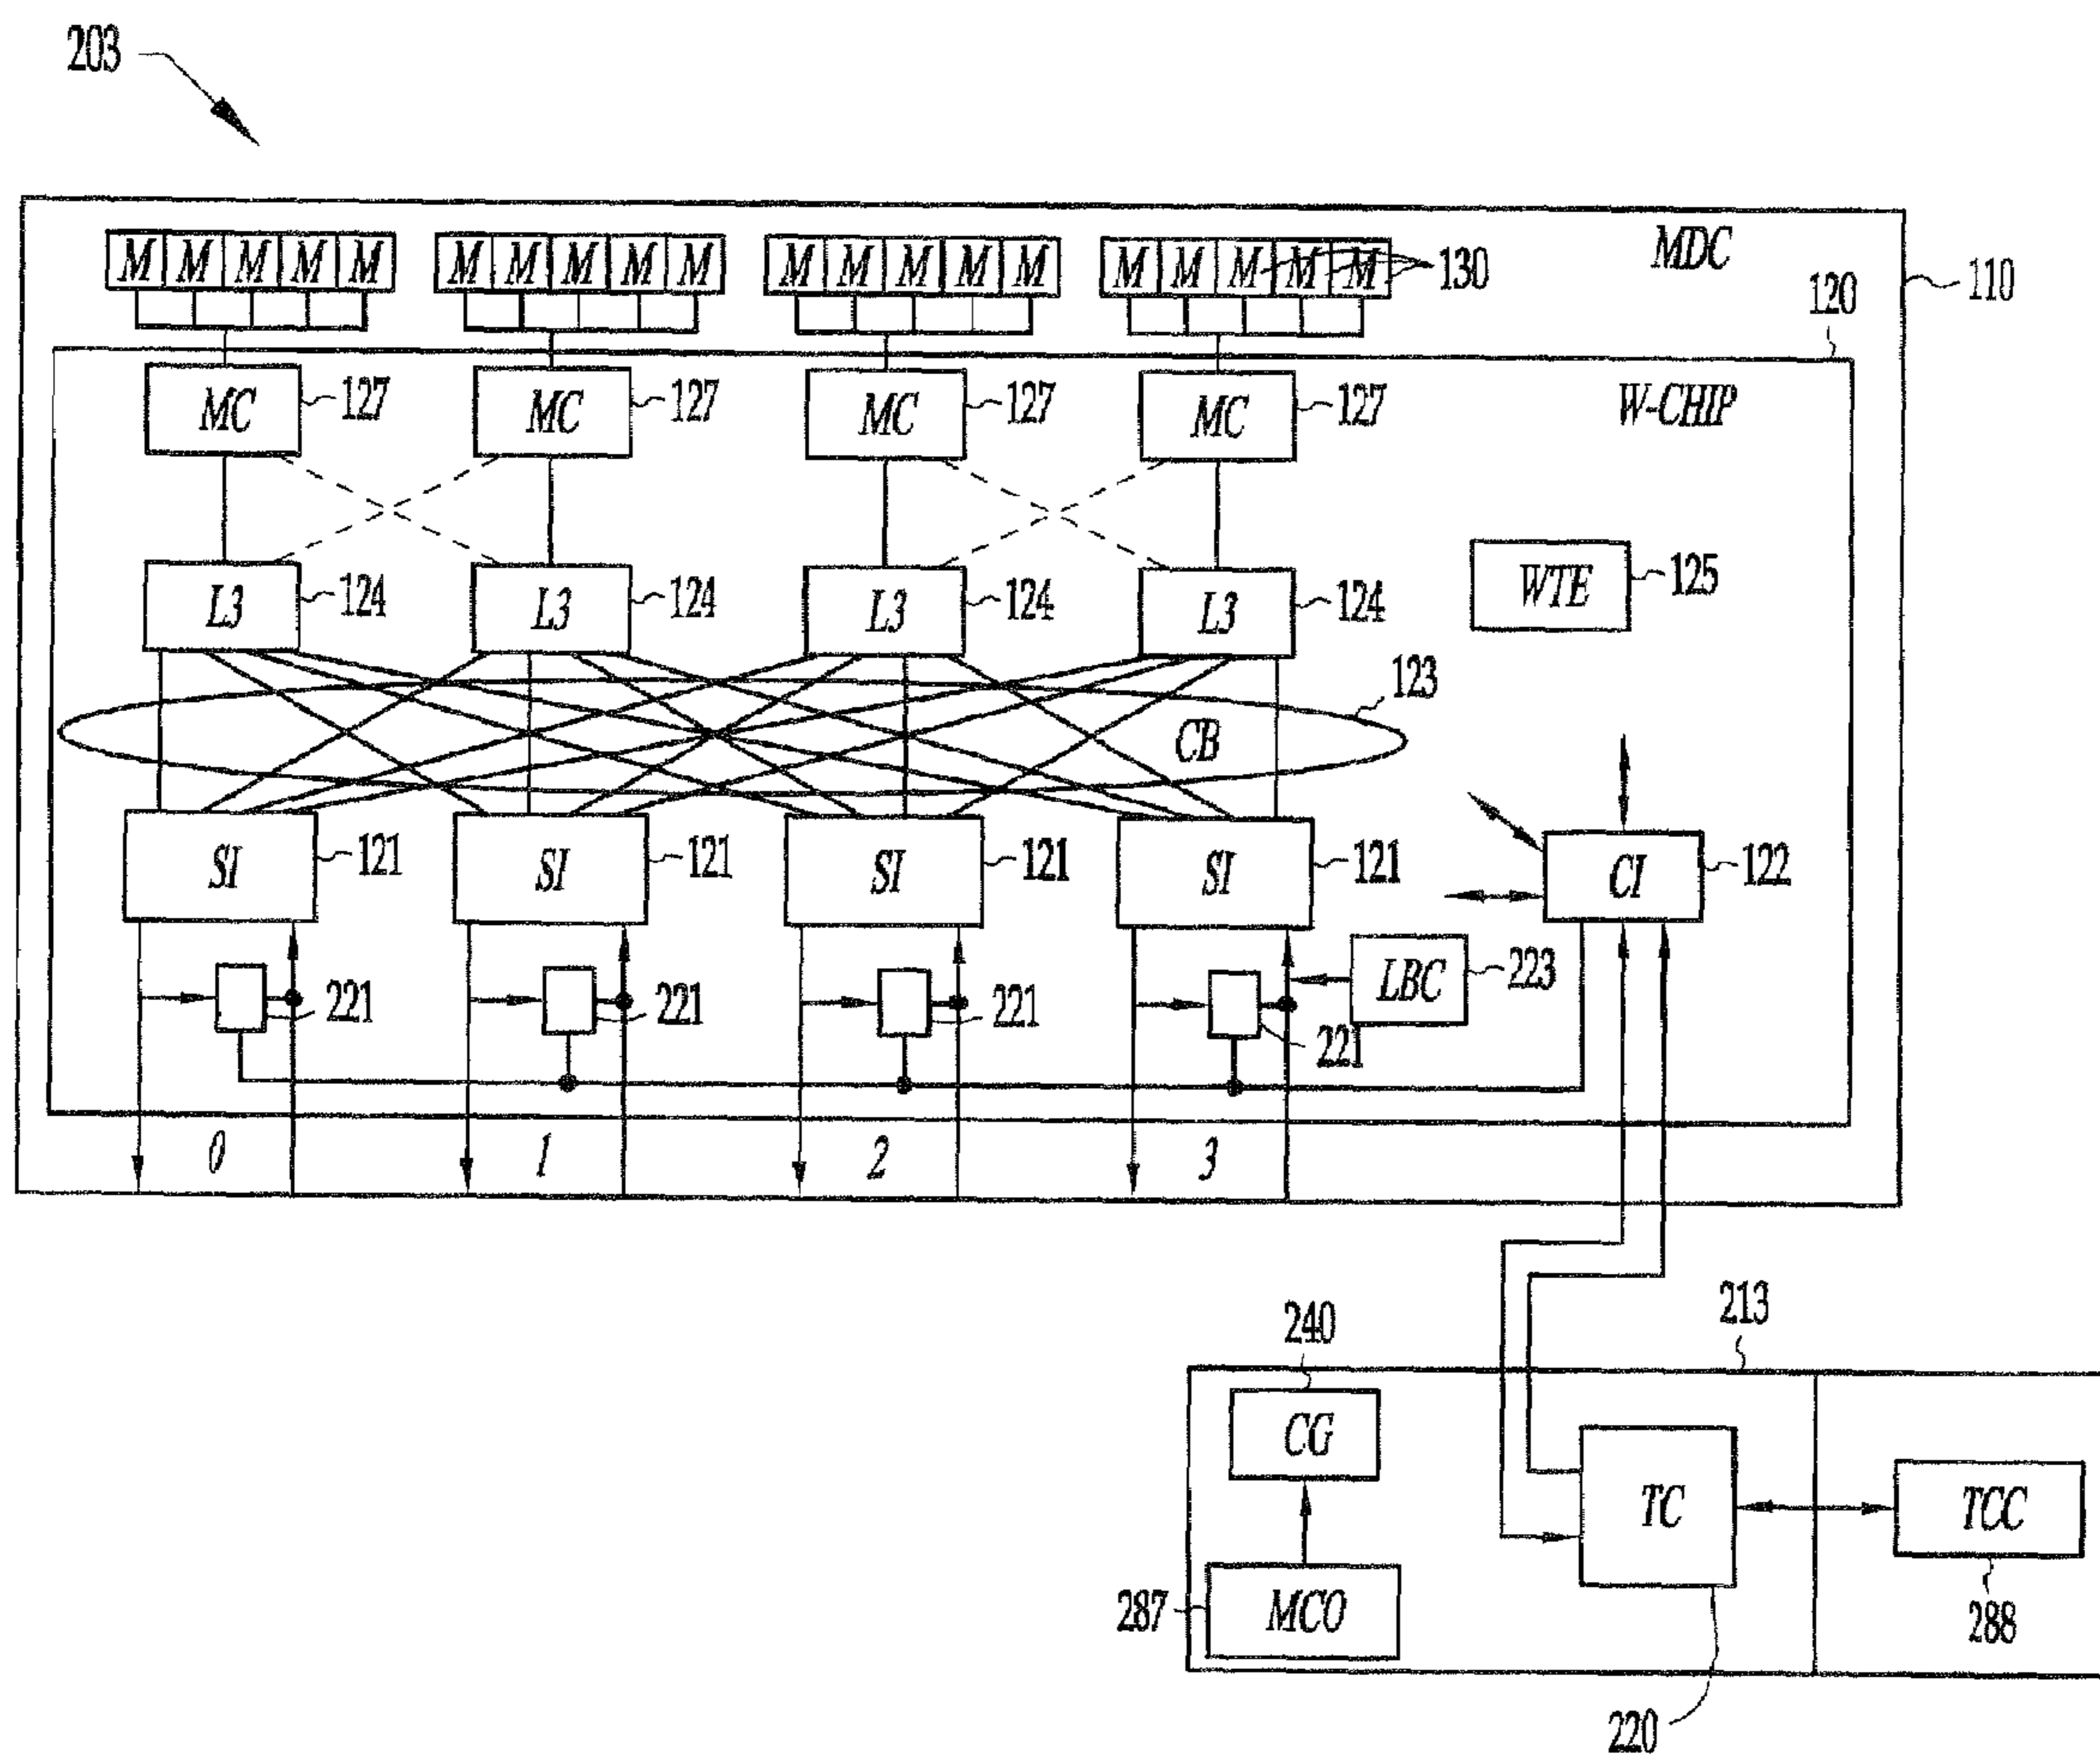 203
M M M M M M M M M M M M M M M M M M M M 130
MDC
110
120
MC 127 MC 127 MC 127 MC 127
W-CHIP
L3 124 L3 124 L3 124 L3 124
WTE 125
123
CB
SI 121 SI 121 SI 121 SI 121
CI 122
221 221 221 221
LBC 223
0 1 2 3
240
213
CG
TC
TCC
287 MCO
288
220